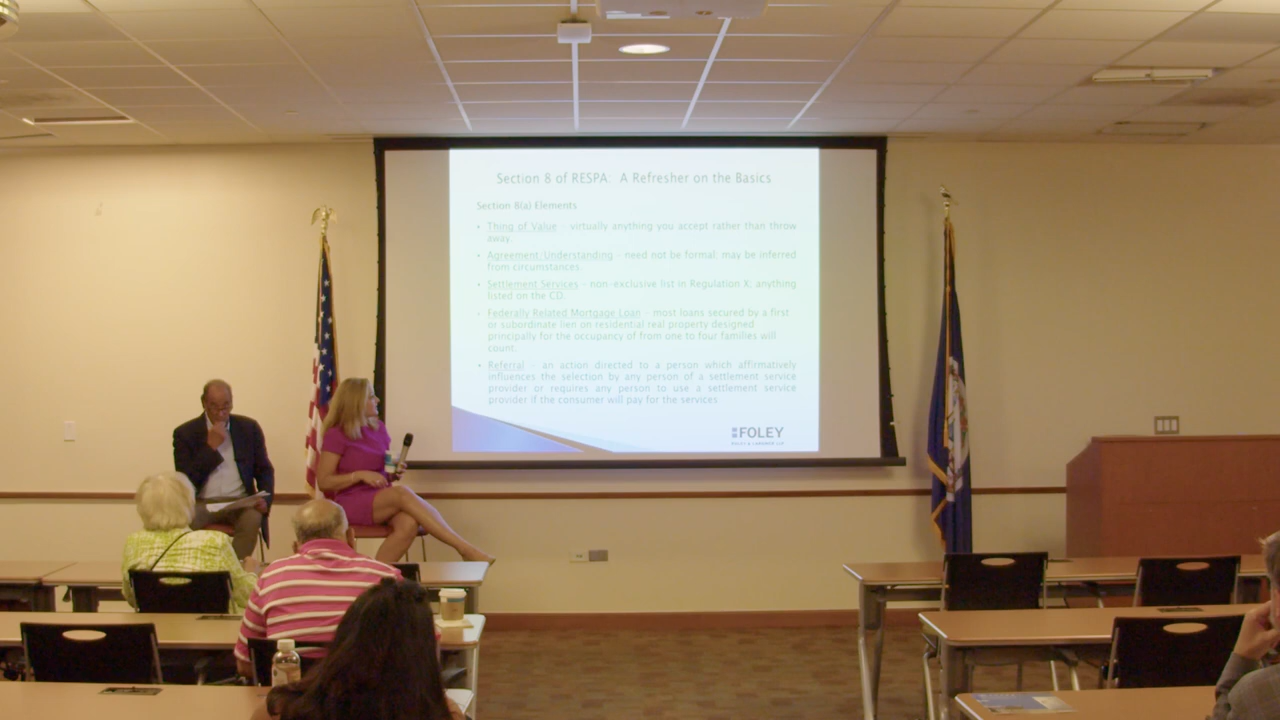 Section 8 of RESPA: A Refresher on the Basics
Section 8(a) Elements
• Thing of Value - virtually anything you accept rather than throw
away.
• Agreement/Understanding - need not be formal; may be inferred
from circumstances.
• Settlement Services - non-exclusive list in Regulation X; anything
listed on the CD.
• Federally Related Mortgage Loan - most loans secured by a first
or subordinate lien on residential real property designed
principally for the occupancy of from one to four families will
count.
• Referral - an action directed to a person which affirmatively
influences the selection by any person of a settlement service
provider or requires any person to use a settlement service
provider if the consumer will pay for the services
FOLEY
FOLEY & LARDNER LLP